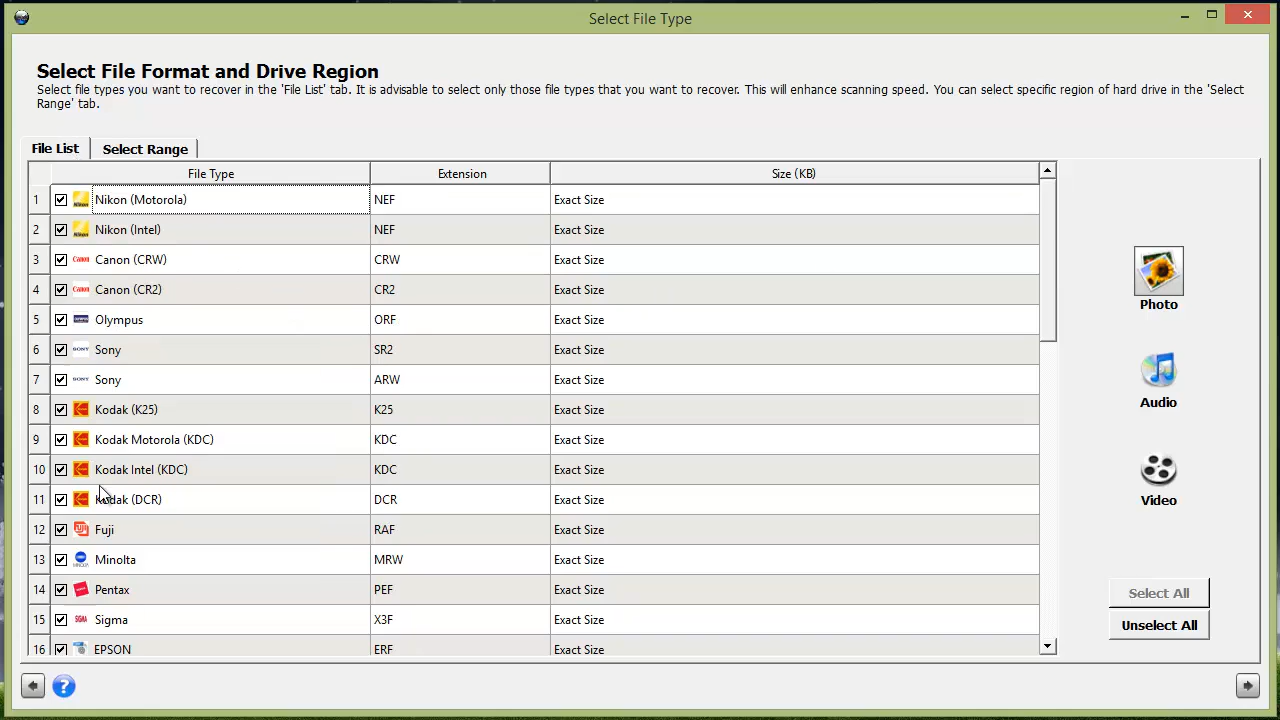 Select File Type
Select File Format and Drive Region
Select file types you want to recover in the 'File List' tab. It is advisable to select only those file types that you want to recover. This will enhance scanning speed. You can select specific region of hard drive in the 'Select
Range' tab.
File List Select Range
File Type Extension Size (KB)
1 Nikon (Motorola) NEF Exact Size
2 Nikon (Intel) NEF Exact Size
3 Canon (CRW) CRW Exact Size
4 Canon (CR2) CR2 Exact Size
5 Olympus ORF Exact Size
6 Sony SR2 Exact Size
7 Sony ARW Exact Size
8 Kodak (K25) K25 Exact Size
9 Kodak Motorola (KDC) KDC Exact Size
10 Kodak Intel (KDC) KDC Exact Size
11 Kodak (DCR) DCR Exact Size
12 Fuji RAF Exact Size
13 Minolta MRW Exact Size
14 Pentax PEF Exact Size
15 Sigma X3F Exact Size
16 EPSON ERF Exact Size
Photo
Audio
Video
Select All
Unselect All